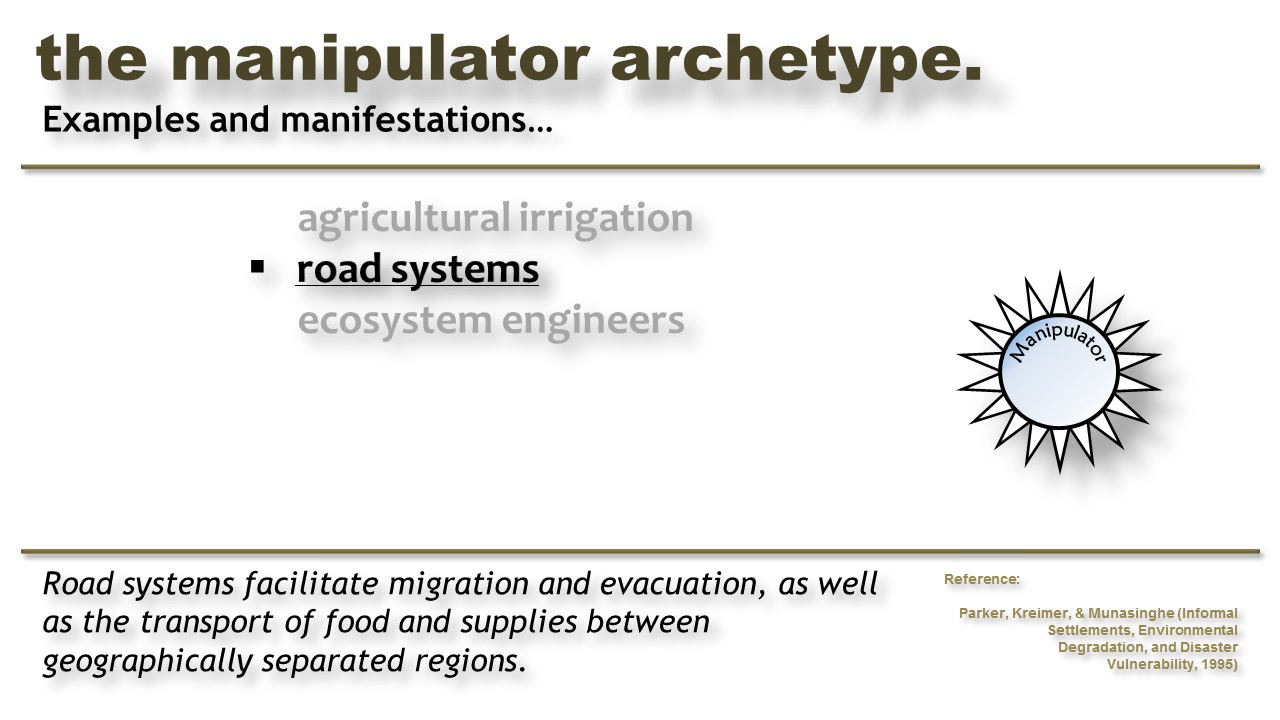 the manipulator archetype.
Examples and manifestations…
agricultural irrigation
▪ road systems
ecosystem engineers
Manipulator
Road systems facilitate migration and evacuation, as well
as the transport of food and supplies between
geographically separated regions.
Reference:
Parker, Kreimer, & Munasinghe (Informal
Settlements, Environmental
Degradation, and Disaster
Vulnerability, 1995)